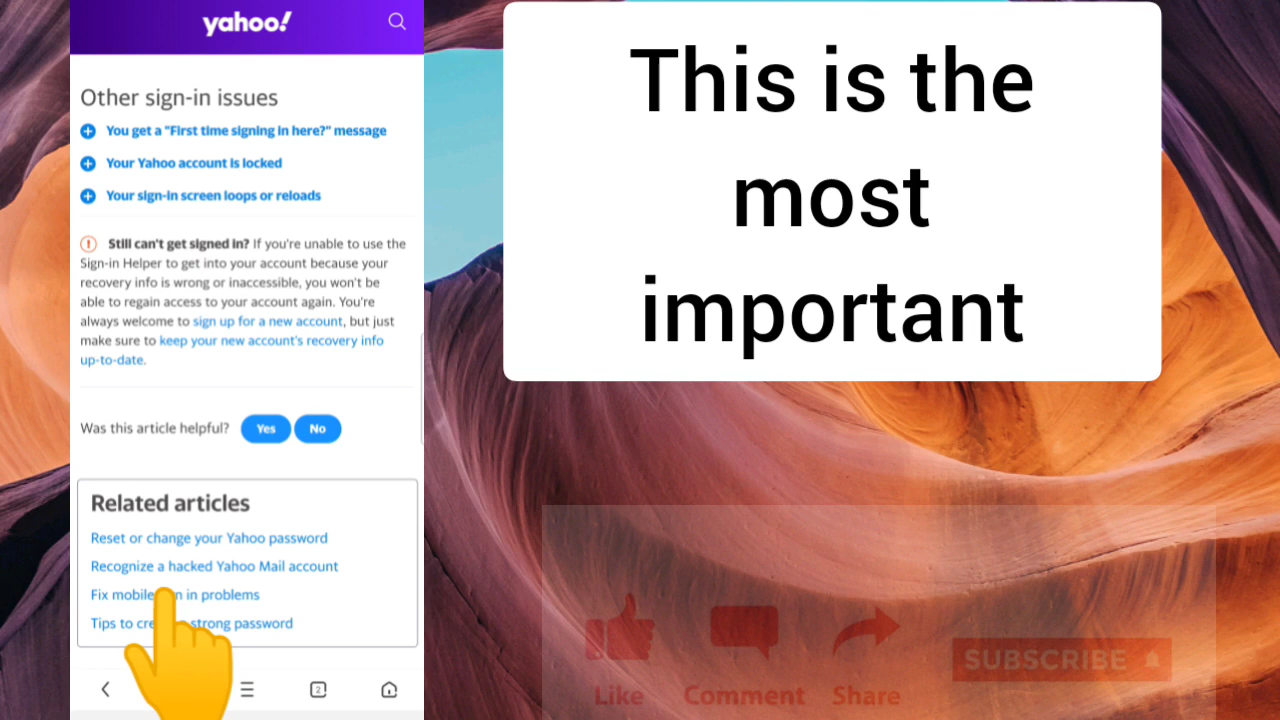 yahoo!
Other sign-in issues
You get a "First time signing in here?" message
Your Yahoo account is locked
Your sign-in screen loops or reloads
Still can't get signed in? If you're unable to use the
Sign-in Helper to get into your account because your
recovery info is wrong or inaccessible, you won't be
able to regain access to your account again. You're
always welcome to sign up for a new account, but just
make sure to keep your new account's recovery info
up-to-date.
Was this article helpful? Yes No
Related articles
Reset or change your Yahoo password
Recognize a hacked Yahoo Mail account
Fix mobile in problems
Tips to strong password
2
This is the
most
important
Like Comment Share
SUBSCRIBE